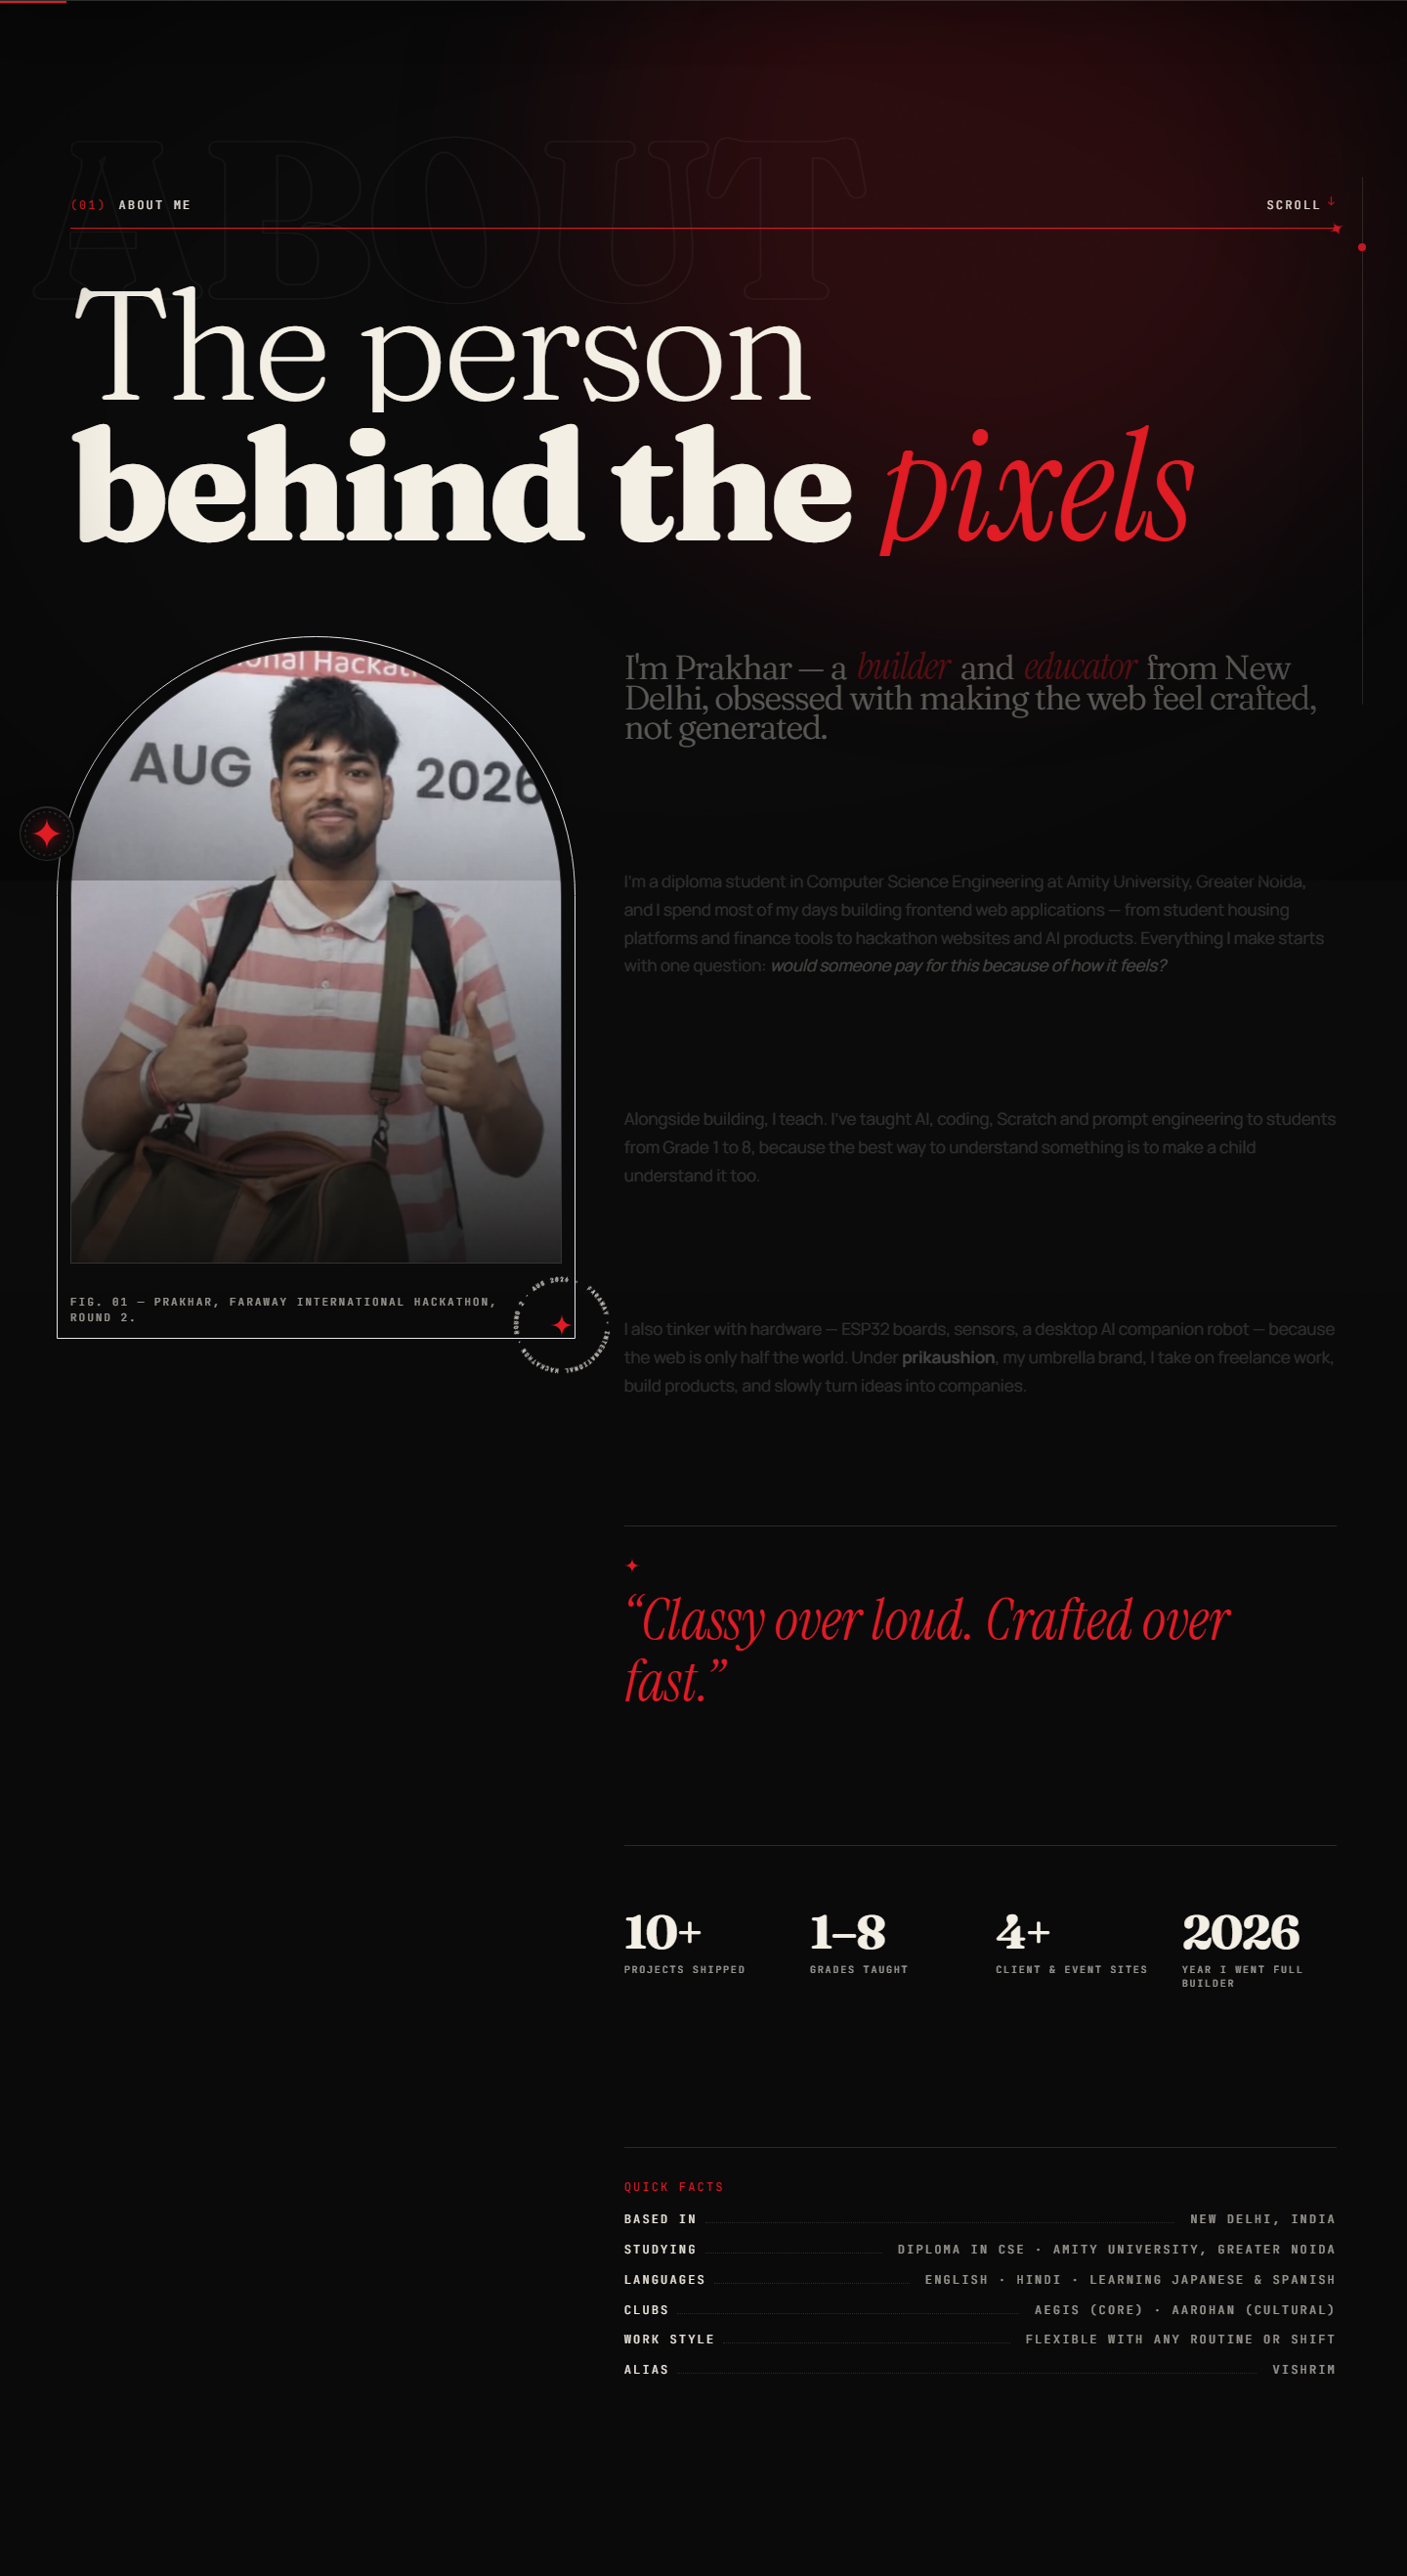 ABOUT
(01) ABOUT ME
SCROLL ↓
The person
behind the pixels
onal Hackat
AUG 2026
I'm Prakhar — a builder and educator from New
Delhi, obsessed with making the web feel crafted,
not generated.
I'm a diploma student in Computer Science Engineering at Amity University, Greater Noida,
and I spend most of my days building frontend web applications — from student housing
platforms and finance tools to hackathon websites and AI products. Everything I make starts
with one question: would someone pay for this because of how it feels?
Alongside building, I teach. I've taught AI, coding, Scratch and prompt engineering to students
from Grade 1 to 8, because the best way to understand something is to make a child
understand it too.
FIG. 01 — PRAKHAR, FARAWAY INTERNATIONAL HACKATHON,
ROUND 2.
FARAWAY · INTERNATIONAL HACKATHON · ROUND 2 · AUG 2026 ·
I also tinker with hardware — ESP32 boards, sensors, a desktop AI companion robot — because
the web is only half the world. Under prikaushion, my umbrella brand, I take on freelance work,
build products, and slowly turn ideas into companies.
“Classy over loud. Crafted over
fast.”
10+
PROJECTS SHIPPED
1–8
GRADES TAUGHT
4+
CLIENT & EVENT SITES
2026
YEAR I WENT FULL
BUILDER
QUICK FACTS
BASED IN NEW DELHI, INDIA
STUDYING DIPLOMA IN CSE · AMITY UNIVERSITY, GREATER NOIDA
LANGUAGES ENGLISH · HINDI · LEARNING JAPANESE & SPANISH
CLUBS AEGIS (CORE) · AAROHAN (CULTURAL)
WORK STYLE FLEXIBLE WITH ANY ROUTINE OR SHIFT
ALIAS VISHRIM